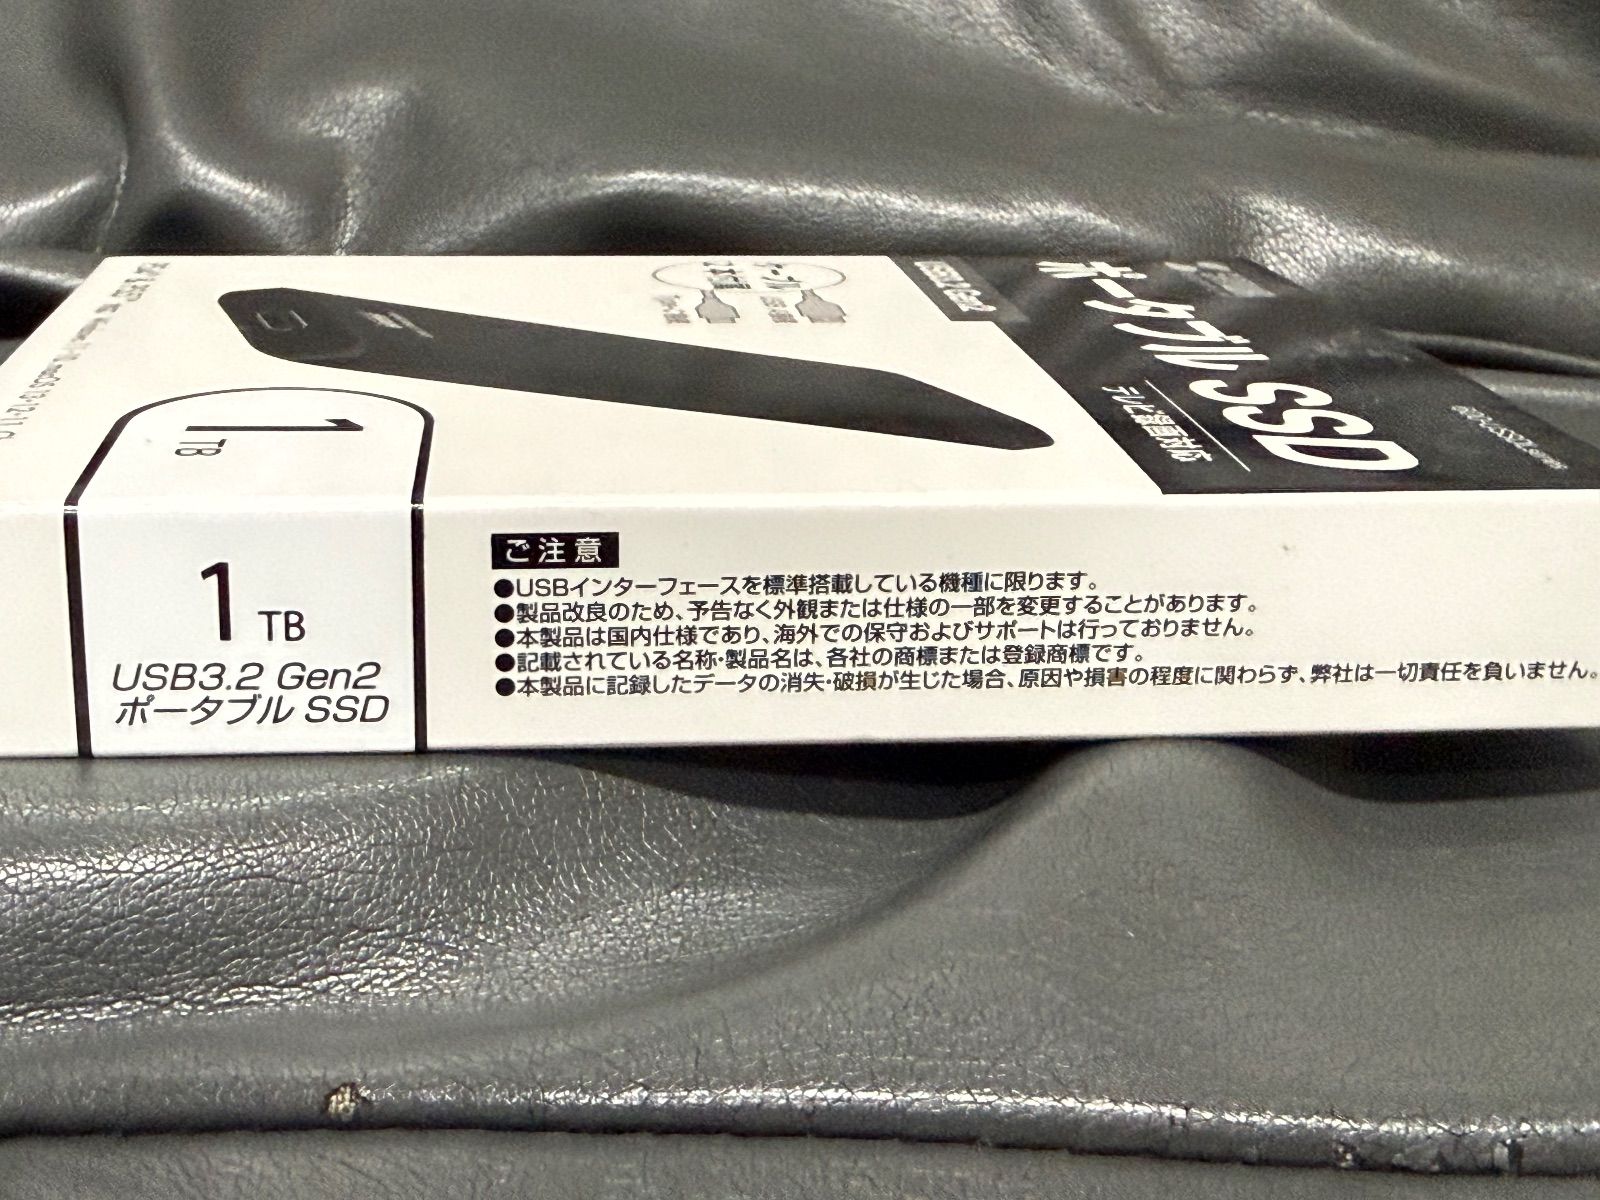 USB3.2 Gen2
ポータブル SSD
テレビ録画対応
1
TB
ご注意
●USBインターフェースを標準搭載している機種に限ります。
●製品改良のため、予告なく外観または仕様の一部を変更することがあります。
●本製品は国内仕様であり、海外での保守およびサポートは行っておりません。
●記載されている名称・製品名は、各社の商標または登録商標です。
●本製品に記録したデータの消失・破損が生じた場合、原因や損害の程度に関わらず、弊社は一切責任を負いません。
1 TB
USB3.2 Gen2
ポータブル SSD